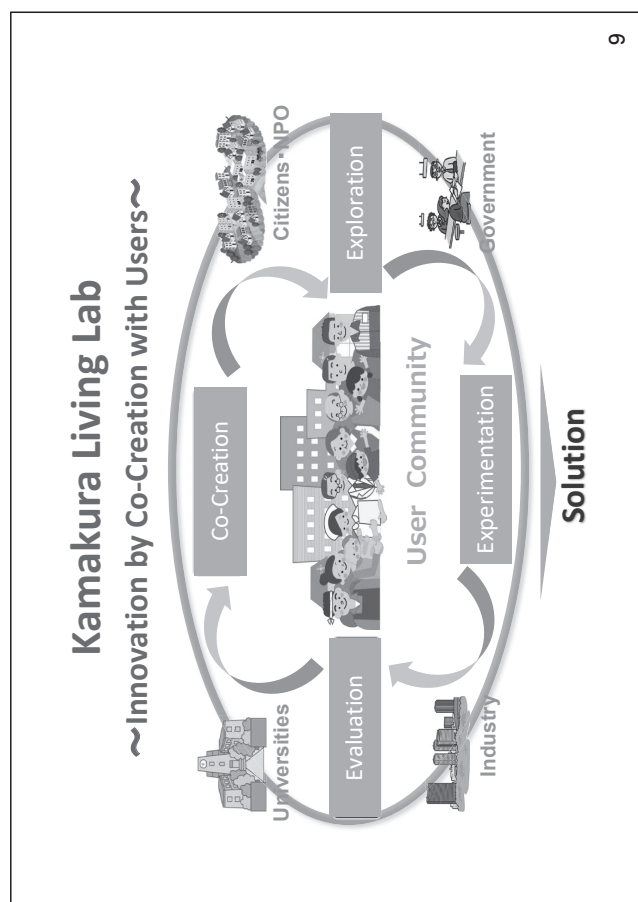 Kamakura Living Lab
～Innovation by Co-Creation with Users～
Universities
Citizens・NPO
Co-Creation
Evaluation
Exploration
User Community
Experimentation
Industry
Government
Solution
9